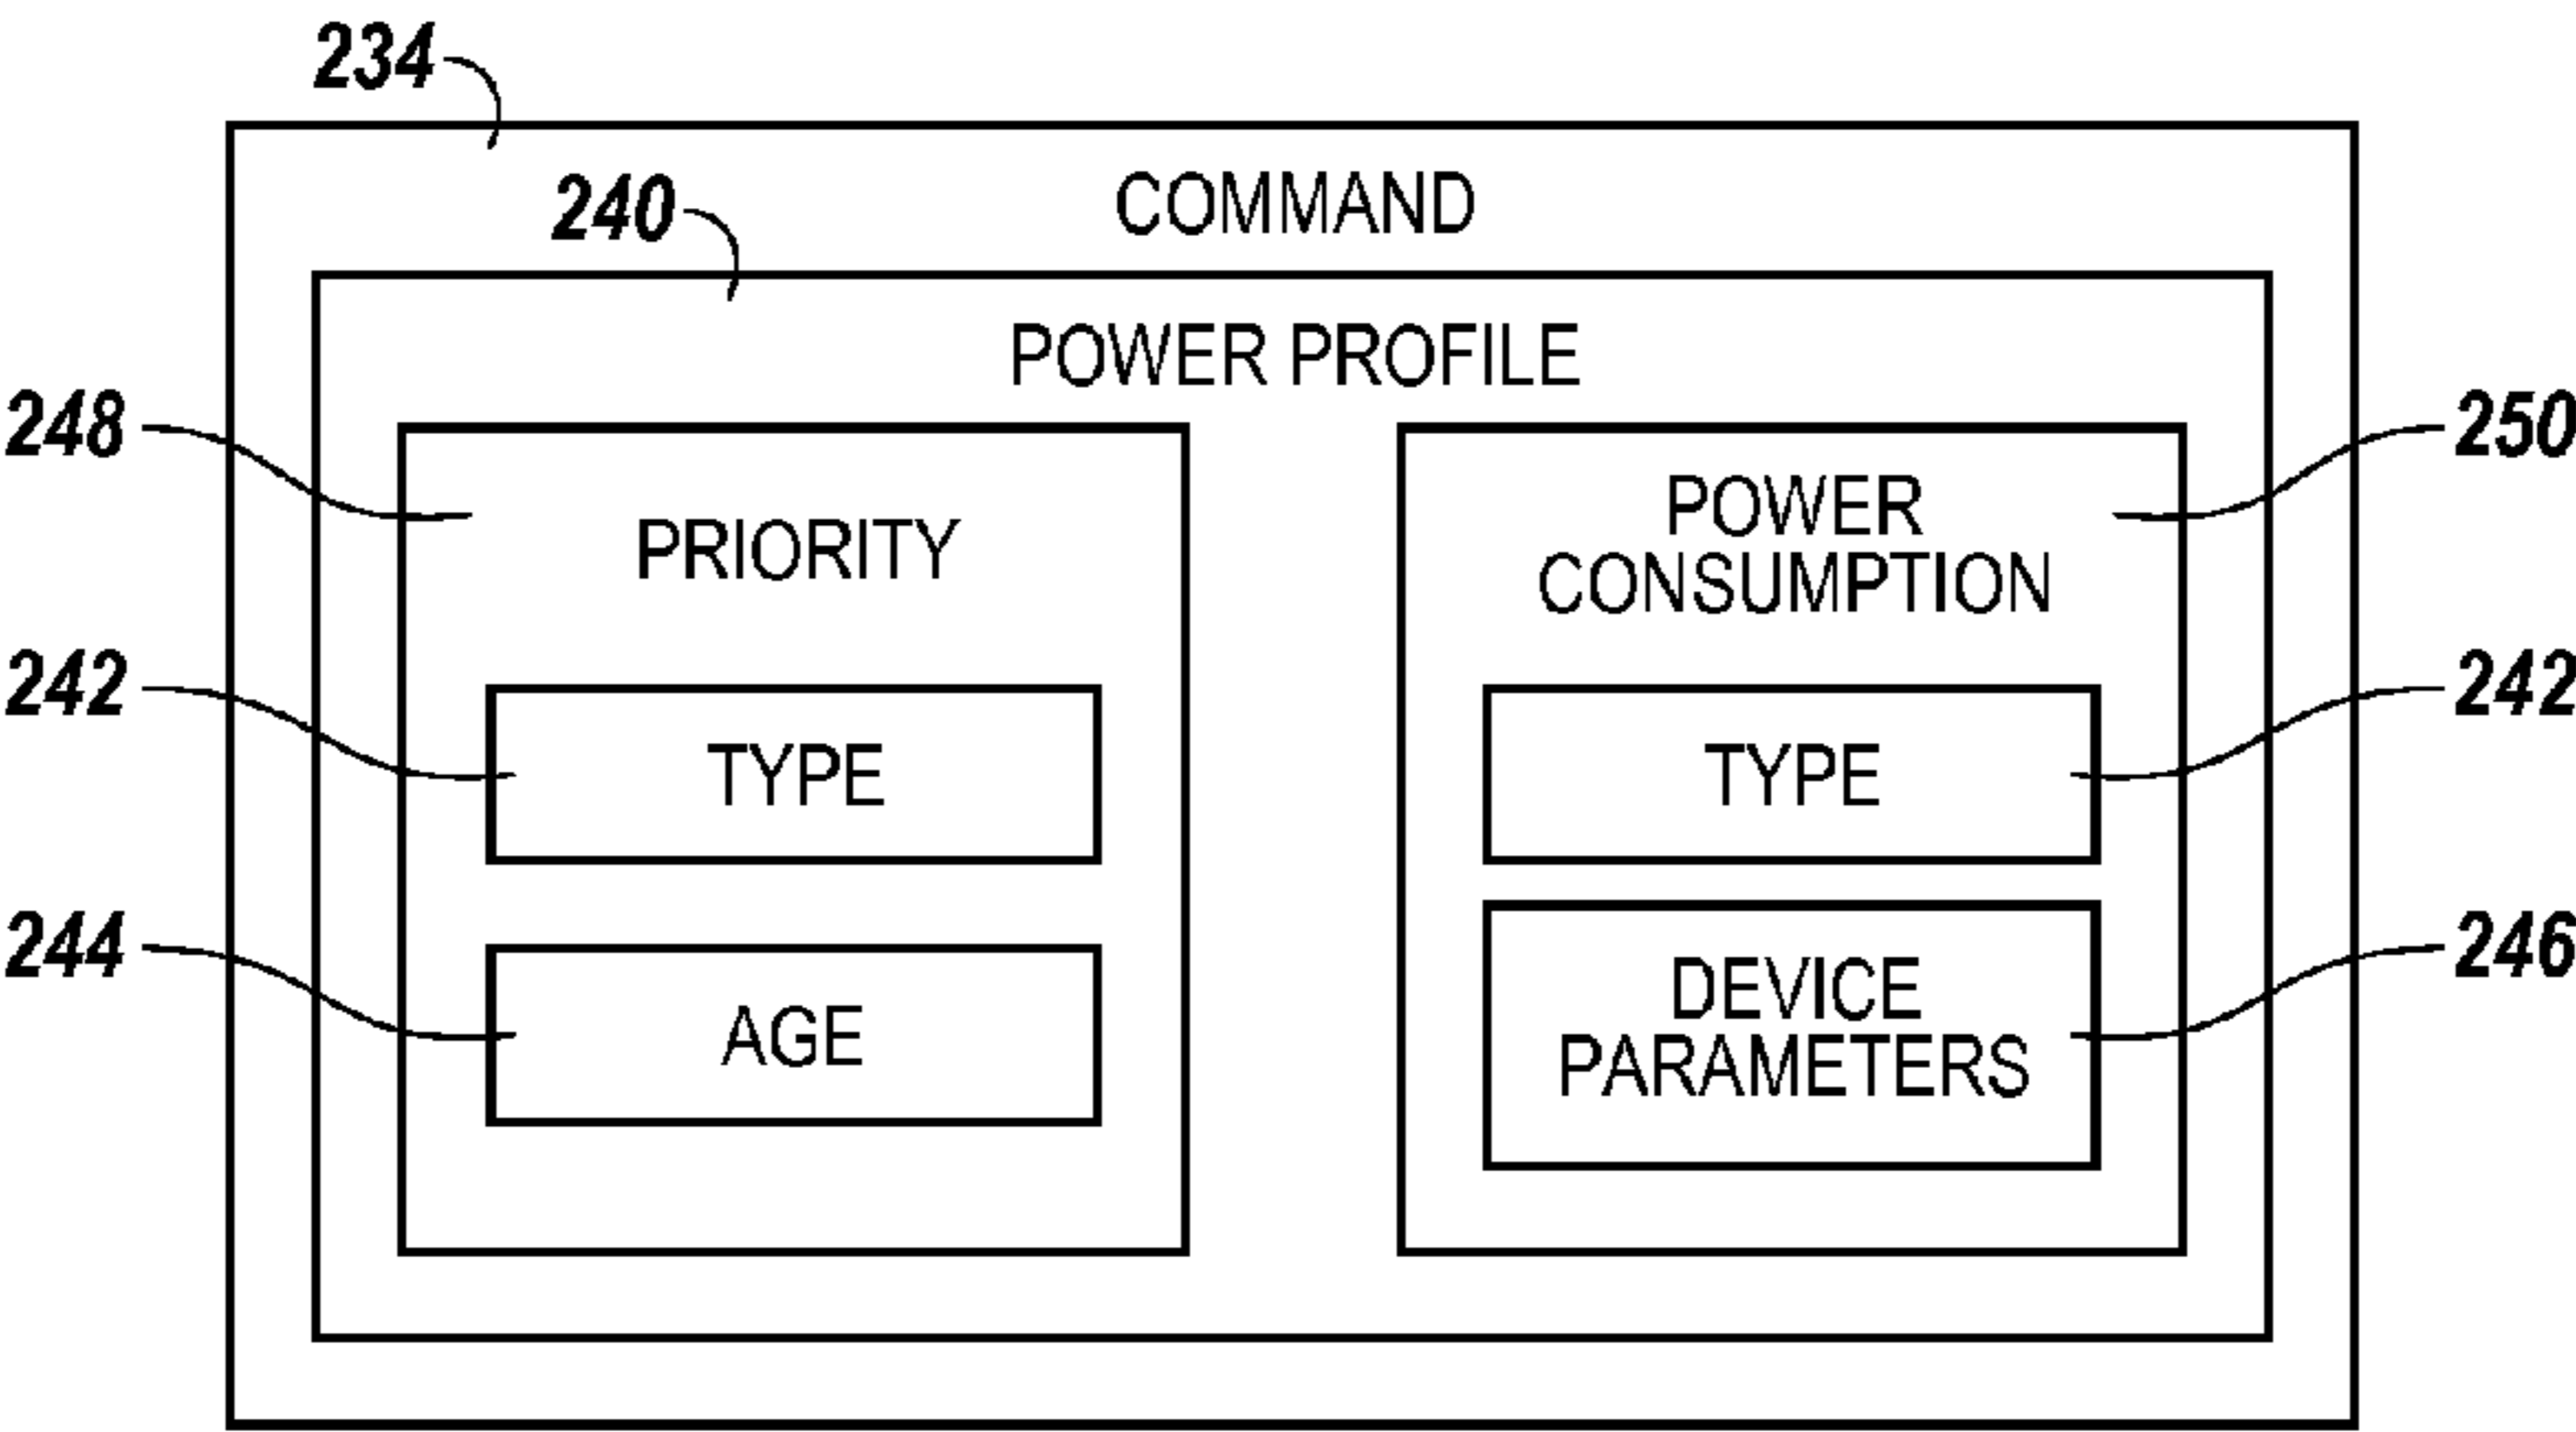 234
COMMAND
240
POWER PROFILE
248
PRIORITY
242
TYPE
244
AGE
250
POWER
CONSUMPTION
242
TYPE
246
DEVICE
PARAMETERS